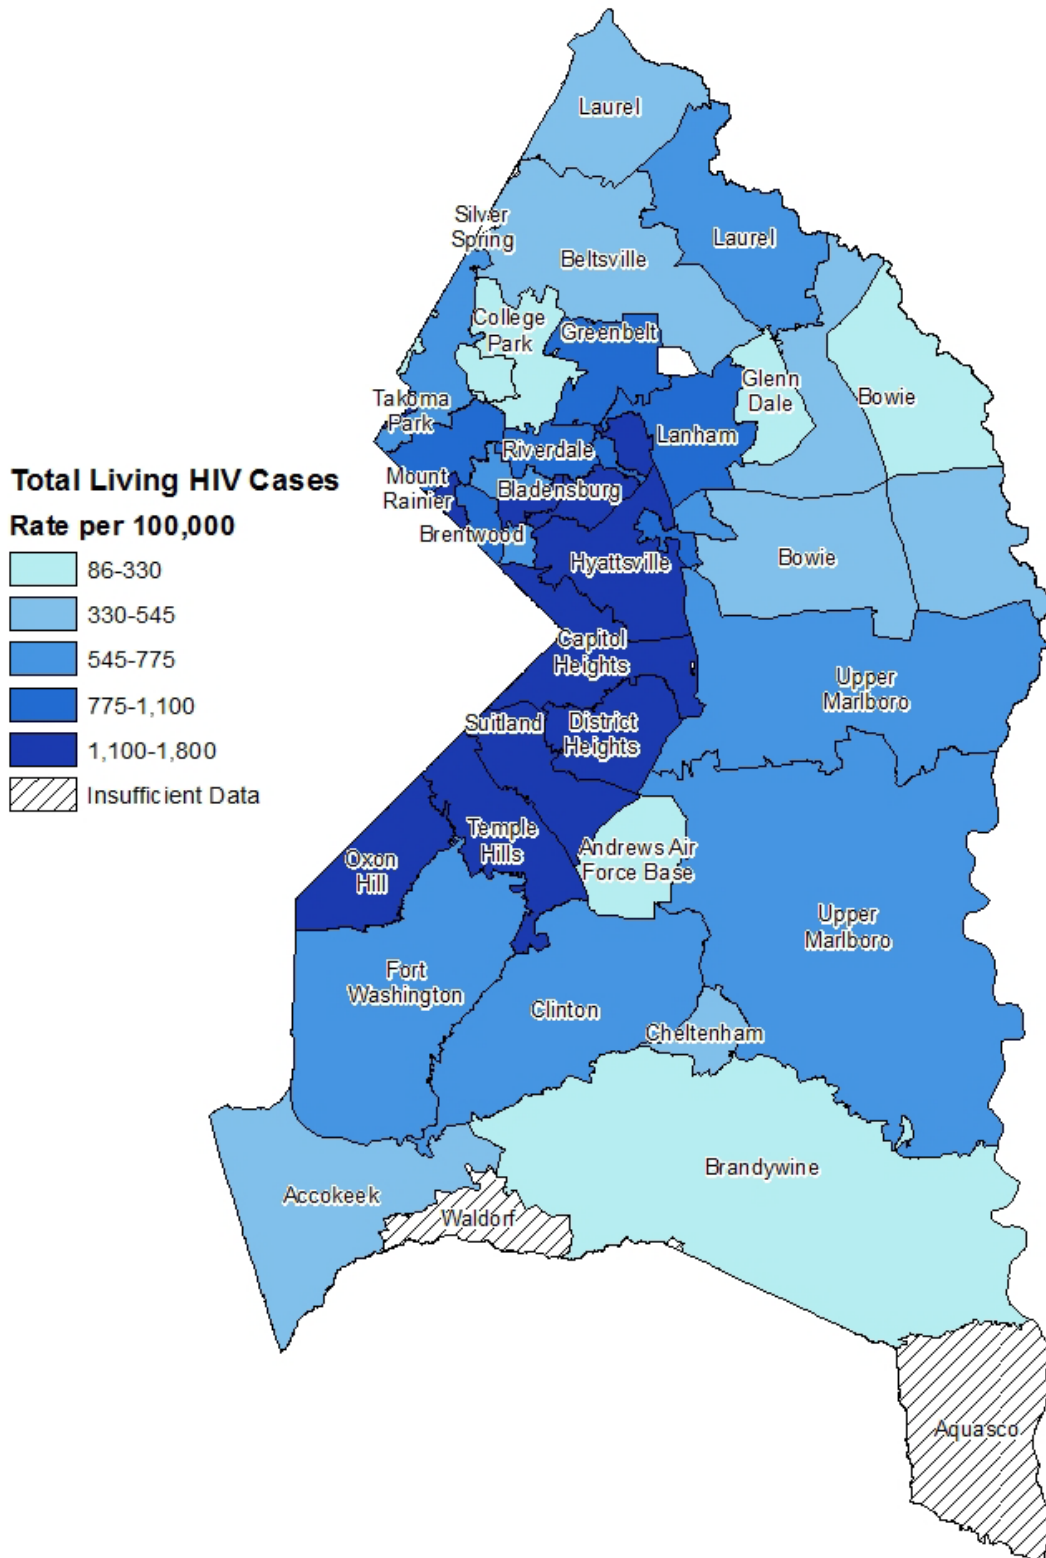 Laurel
Silver
Spring
Laurel
Beltsville
College
Park
Greenbelt
Glenn
Dale
Bowie
Takoma
Park
Lanham
Riverdale
Mount
Rainier
Bladensburg
Brentwood
Hyattsville
Bowie
Total Living HIV Cases
Rate per 100,000
86-330
330-545
545-775
775-1,100
1,100-1,800
Insufficient Data
Capitol
Heights
Upper
Marlboro
Suitland
District
Heights
Temple
Hills
Oxon
Hill
Andrews Air
Force Base
Upper
Marlboro
Fort
Washington
Clinton
Cheltenham
Brandywine
Accokeek
Waldorf
Aquasco